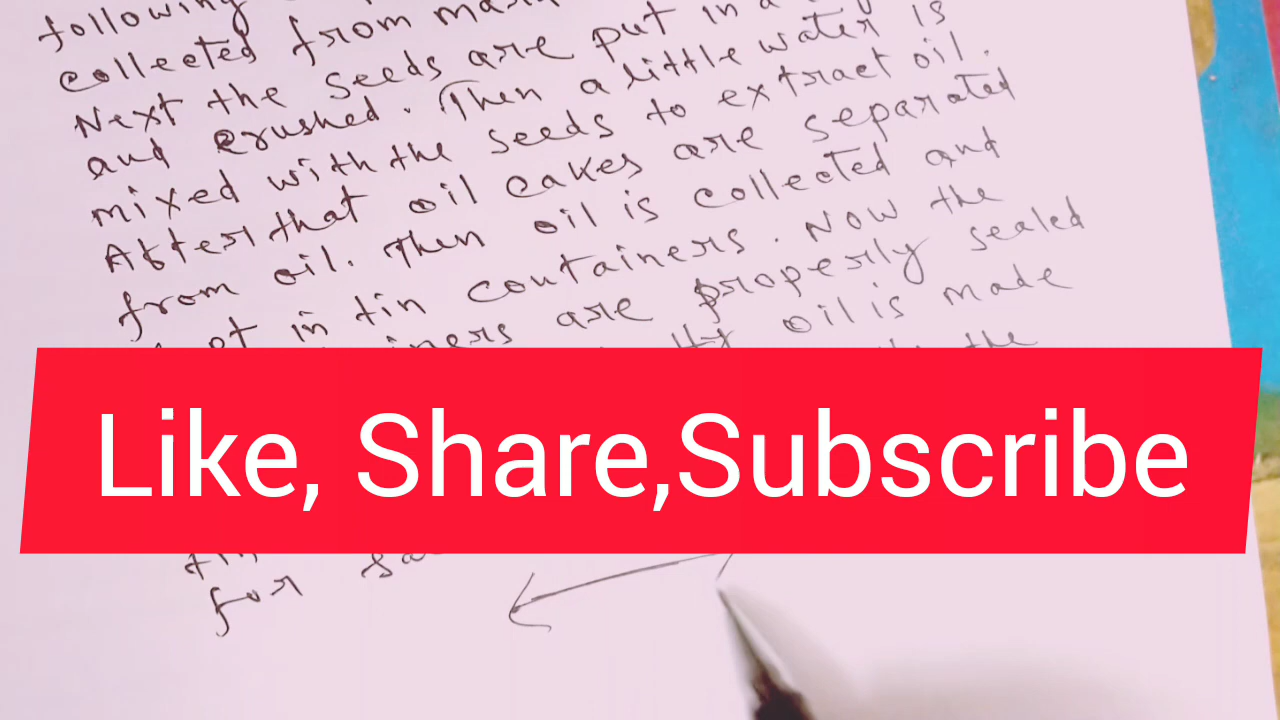 following
collected from
Next the seeds are put in a
and crushed. Then a little water is
mixed with the seeds to extract oil.
After that oil cakes are separated
from oil. Then oil is collected and
in tin containers. Now the
are properly sealed
oil is made
the
Like, Share,Subscribe
for